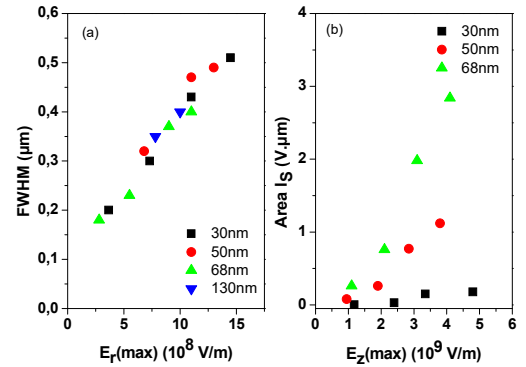 (a)
FWHM (μm)
0,6
0,5
0,4
0,3
0,2
0,1
0,0
30nm
50nm
68nm
130nm
5 10 15
E_r(max) (10^8 V/m)
(b)
30nm
50nm
68nm
Area I_S (V.μm)
4
3
2
1
0
0 1 2 3 4 5 6
E_z(max) (10^9 V/m)